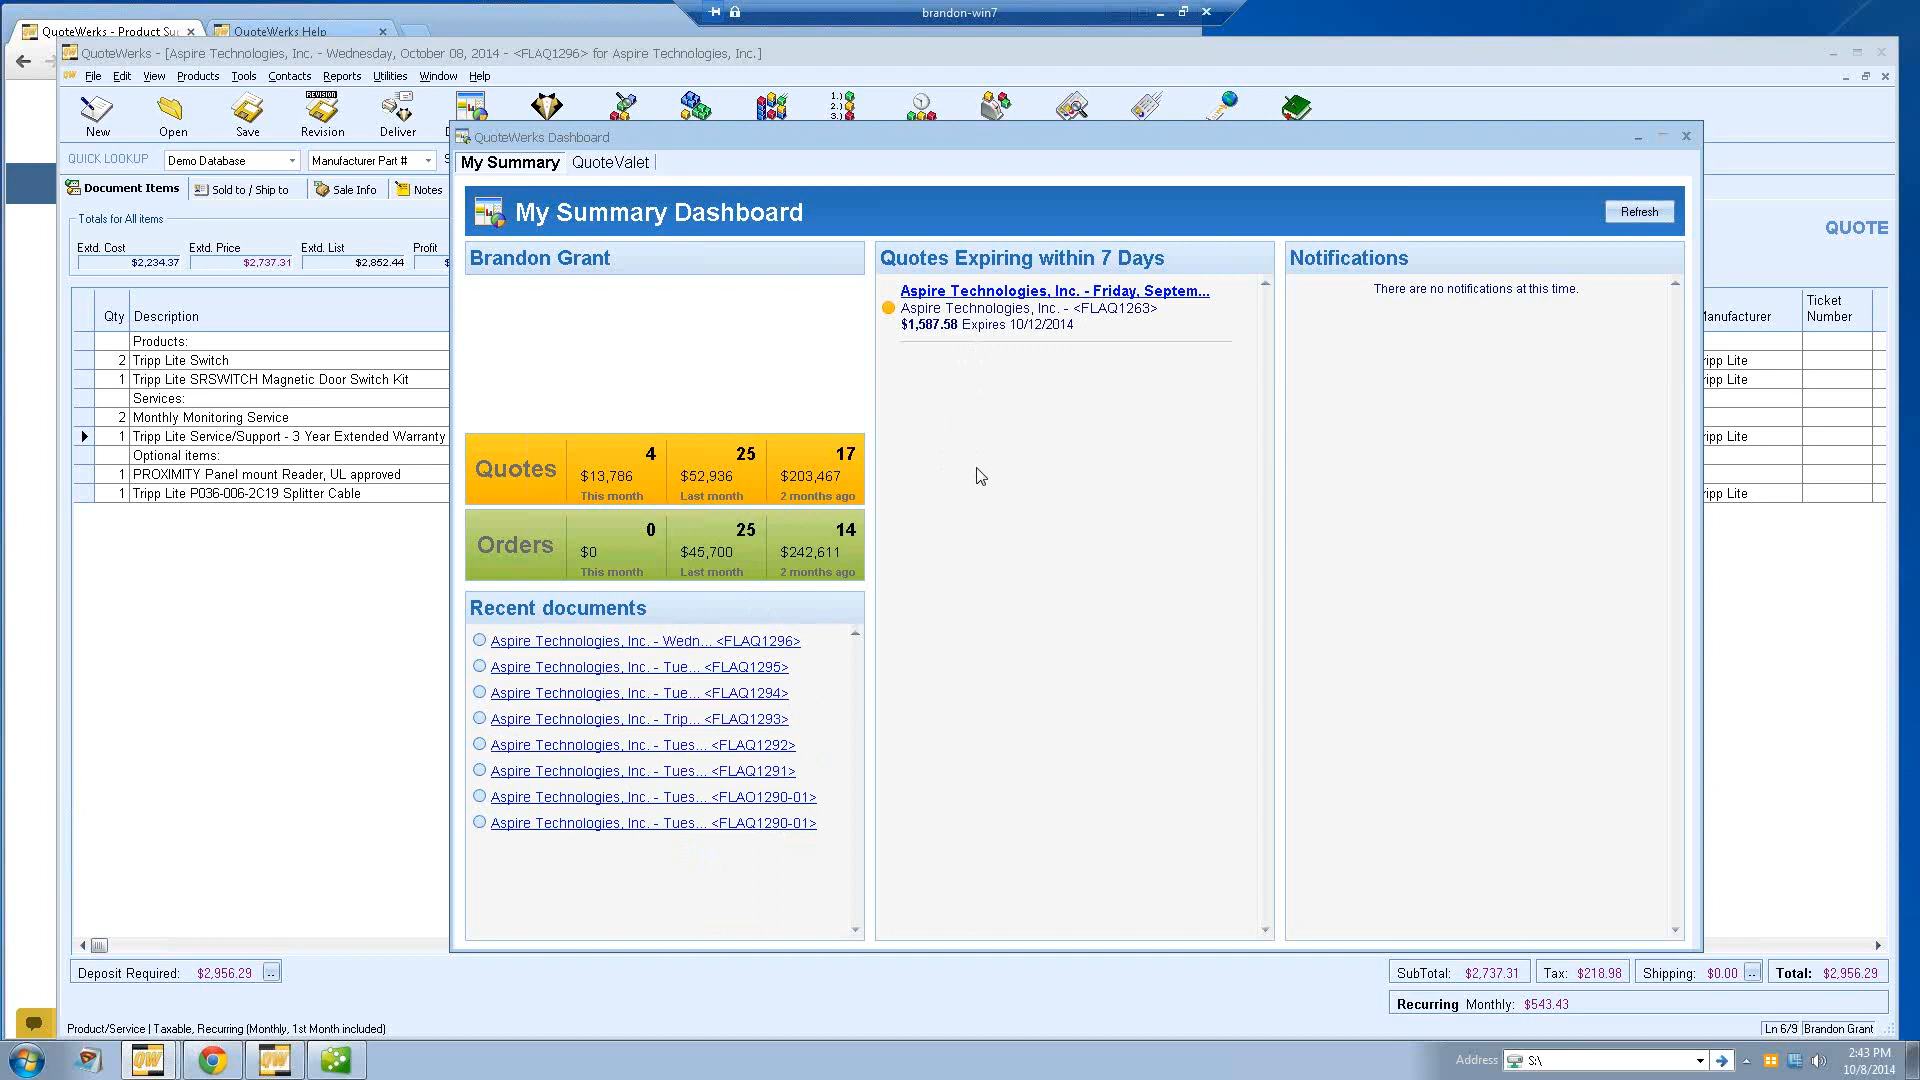 brandon-win7
QuoteWerks - Product Su
QuoteWerks Help
QuoteWerks - [Aspire Technologies, Inc. - Wednesday, October 08, 2014 - <FLAQ1296> for Aspire Technologies, Inc.]
File Edit View Products Tools Contacts Reports Utilities Window Help
REVISION
New Open Save Revision Deliver
QuoteWerks Dashboard
QUICK LOOKUP Demo Database Manufacturer Part #
My Summary QuoteValet
Document Items Sold to / Ship to Sale Info Notes
My Summary Dashboard
Refresh
Totals for All items
QUOTE
Extd. Cost Extd. Price Extd. List Profit
$2,234.37 $2,737.31 $2,852.44
Brandon Grant
Quotes Expiring within 7 Days
Notifications
Aspire Technologies, Inc. - Friday, Septem...
Aspire Technologies, Inc. - <FLAQ1263>
$1,587.58 Expires 10/12/2014
There are no notifications at this time.
Qty Description
Ticket Number
Products:
2 Tripp Lite Switch
1 Tripp Lite SRSWITCH Magnetic Door Switch Kit
Services:
2 Monthly Monitoring Service
1 Tripp Lite Service/Support - 3 Year Extended Warranty
Optional items:
1 PROXIMITY Panel mount Reader, UL approved
1 Tripp Lite P036-006-2C19 Splitter Cable
Quotes
4 25 17
$13,786 $52,936 $203,467
This month Last month 2 months ago
Orders
0 25 14
$0 $45,700 $242,611
This month Last month 2 months ago
Recent documents
Aspire Technologies, Inc. - Wedn... <FLAQ1296>
Aspire Technologies, Inc. - Tue... <FLAQ1295>
Aspire Technologies, Inc. - Tue... <FLAQ1294>
Aspire Technologies, Inc. - Trip... <FLAQ1293>
Aspire Technologies, Inc. - Tues... <FLAQ1292>
Aspire Technologies, Inc. - Tues... <FLAQ1291>
Aspire Technologies, Inc. - Tues... <FLAO1290-01>
Aspire Technologies, Inc. - Tues... <FLAQ1290-01>
Deposit Required: $2,956.29
SubTotal: $2,737.31 Tax: $218.98 Shipping: $0.00 Total: $2,956.29
Recurring Monthly: $543.43
Product/Service | Taxable, Recurring (Monthly, 1st Month included)
Ln 6/9 Brandon Grant
Address S:\
2:43 PM
10/8/2014